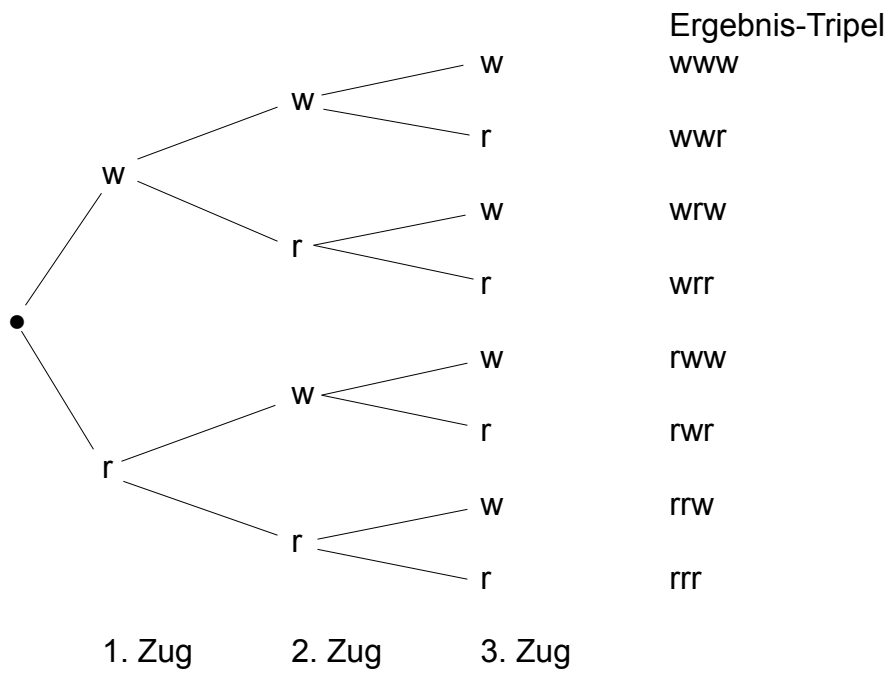 Ergebnis-Tripel
w www
w
r wwr
w
w wrw
r
r wrr
w rww
w
r rwr
r
w rrw
r
r rrr
1. Zug 2. Zug 3. Zug